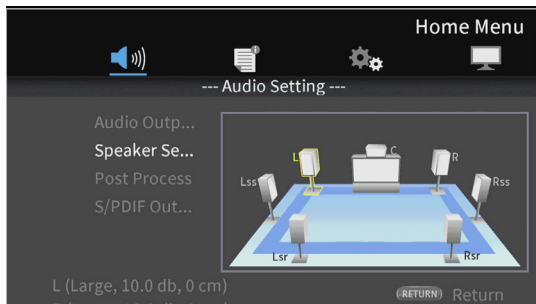 Home Menu
--- Audio Setting ---
Audio Outp...
Speaker Se...
Post Process
S/PDIF Out...
L
C
R
Lss
Rss
Lsr
Rsr
L (Large, 10.0 db, 0 cm)
RETURN Return